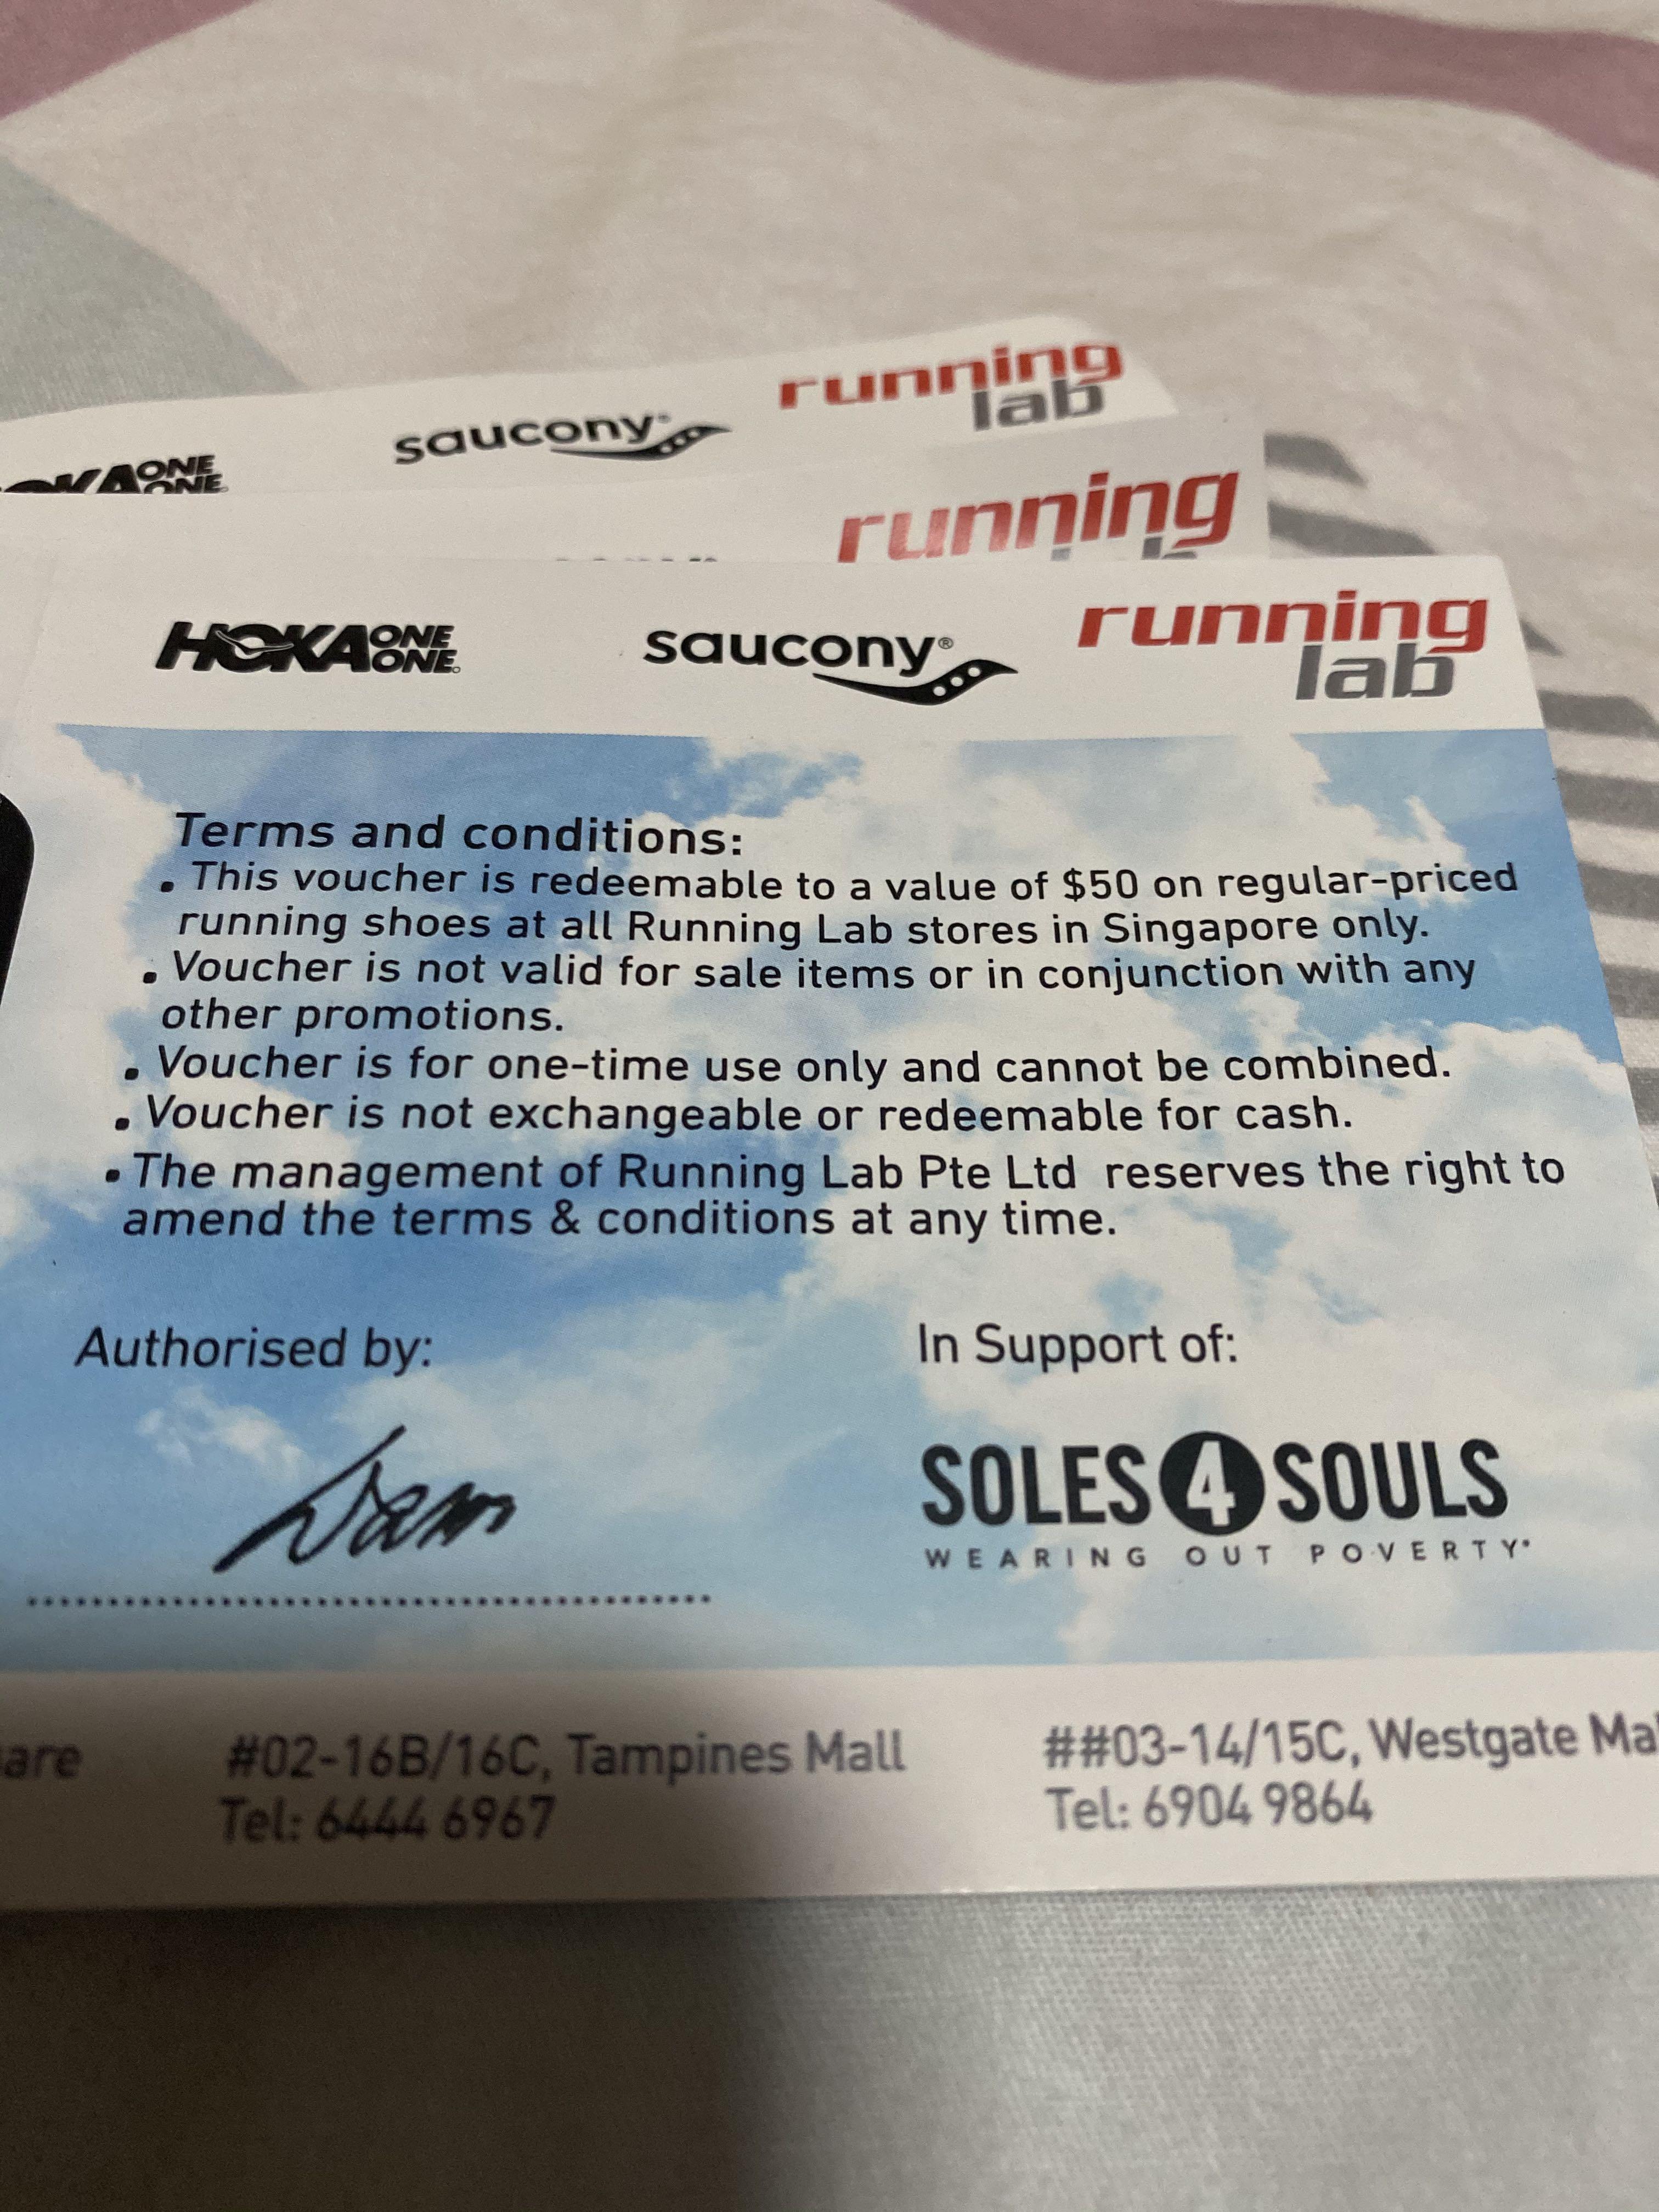 saucony
running
lab
ONE
ONE
running
HOKA ONE ONE
saucony®
running
lab
Terms and conditions:
• This voucher is redeemable to a value of $50 on regular-priced
running shoes at all Running Lab stores in Singapore only.
• Voucher is not valid for sale items or in conjunction with any
other promotions.
• Voucher is for one-time use only and cannot be combined.
• Voucher is not exchangeable or redeemable for cash.
• The management of Running Lab Pte Ltd reserves the right to
amend the terms & conditions at any time.
Authorised by:
In Support of:
SOLES4SOULS
WEARING OUT POVERTY
#02-16B/16C, Tampines Mall
Tel: 6444 6967
##03-14/15C, Westgate
Tel: 6904 9864